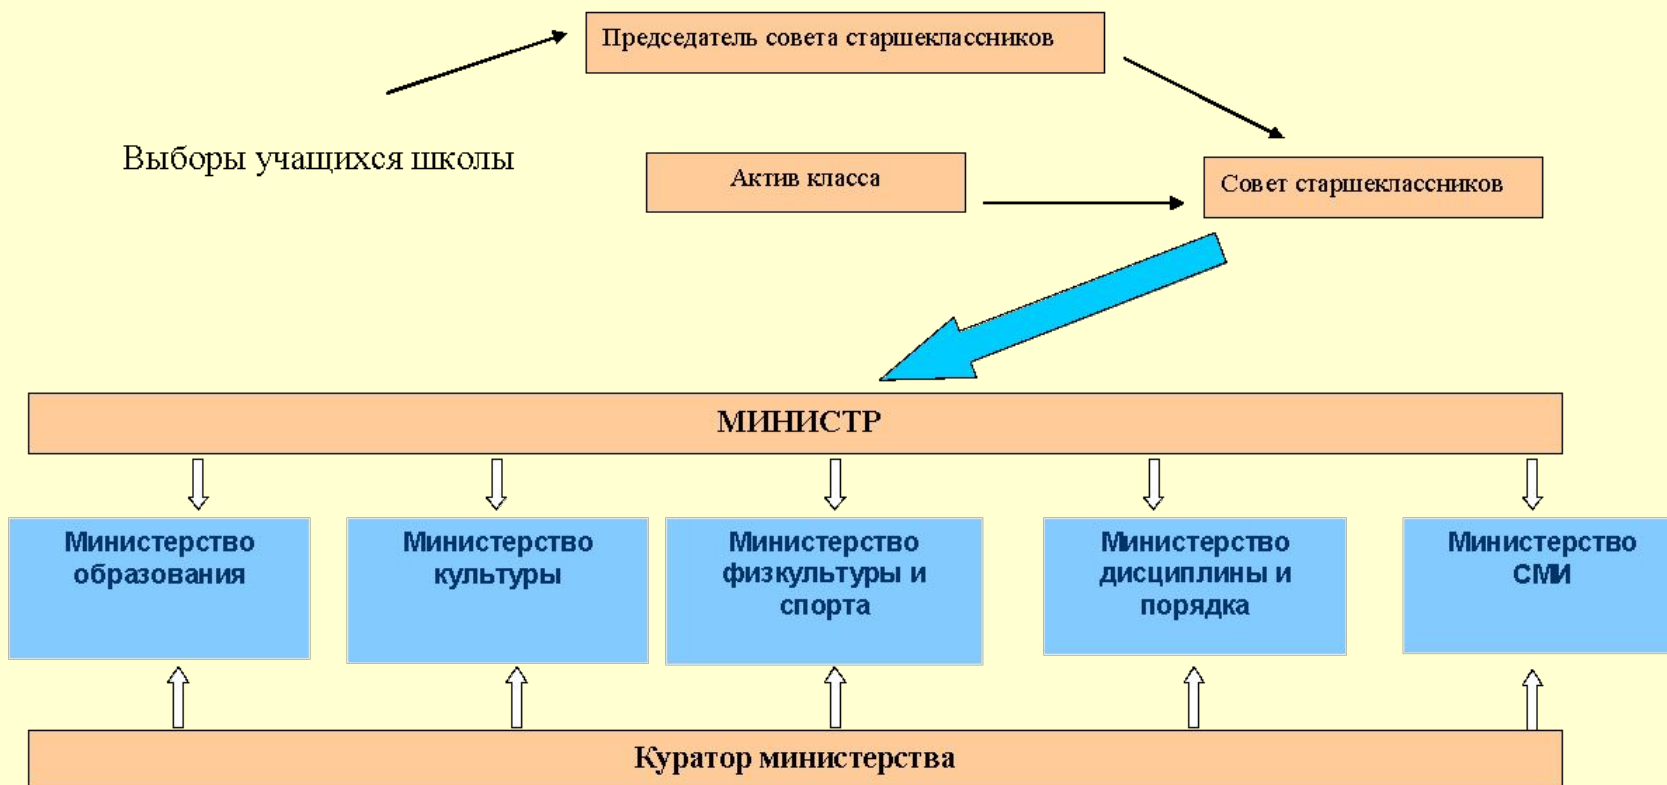 Председатель совета старшеклассников
Выборы учащихся школы
Актив класса
Совет старшеклассников
МИНИСТР
Министерство
образования
Министерство
культуры
Министерство
физкультуры и
спорта
Министерство
дисциплины и
порядка
Министерство
СМИ
Куратор министерства